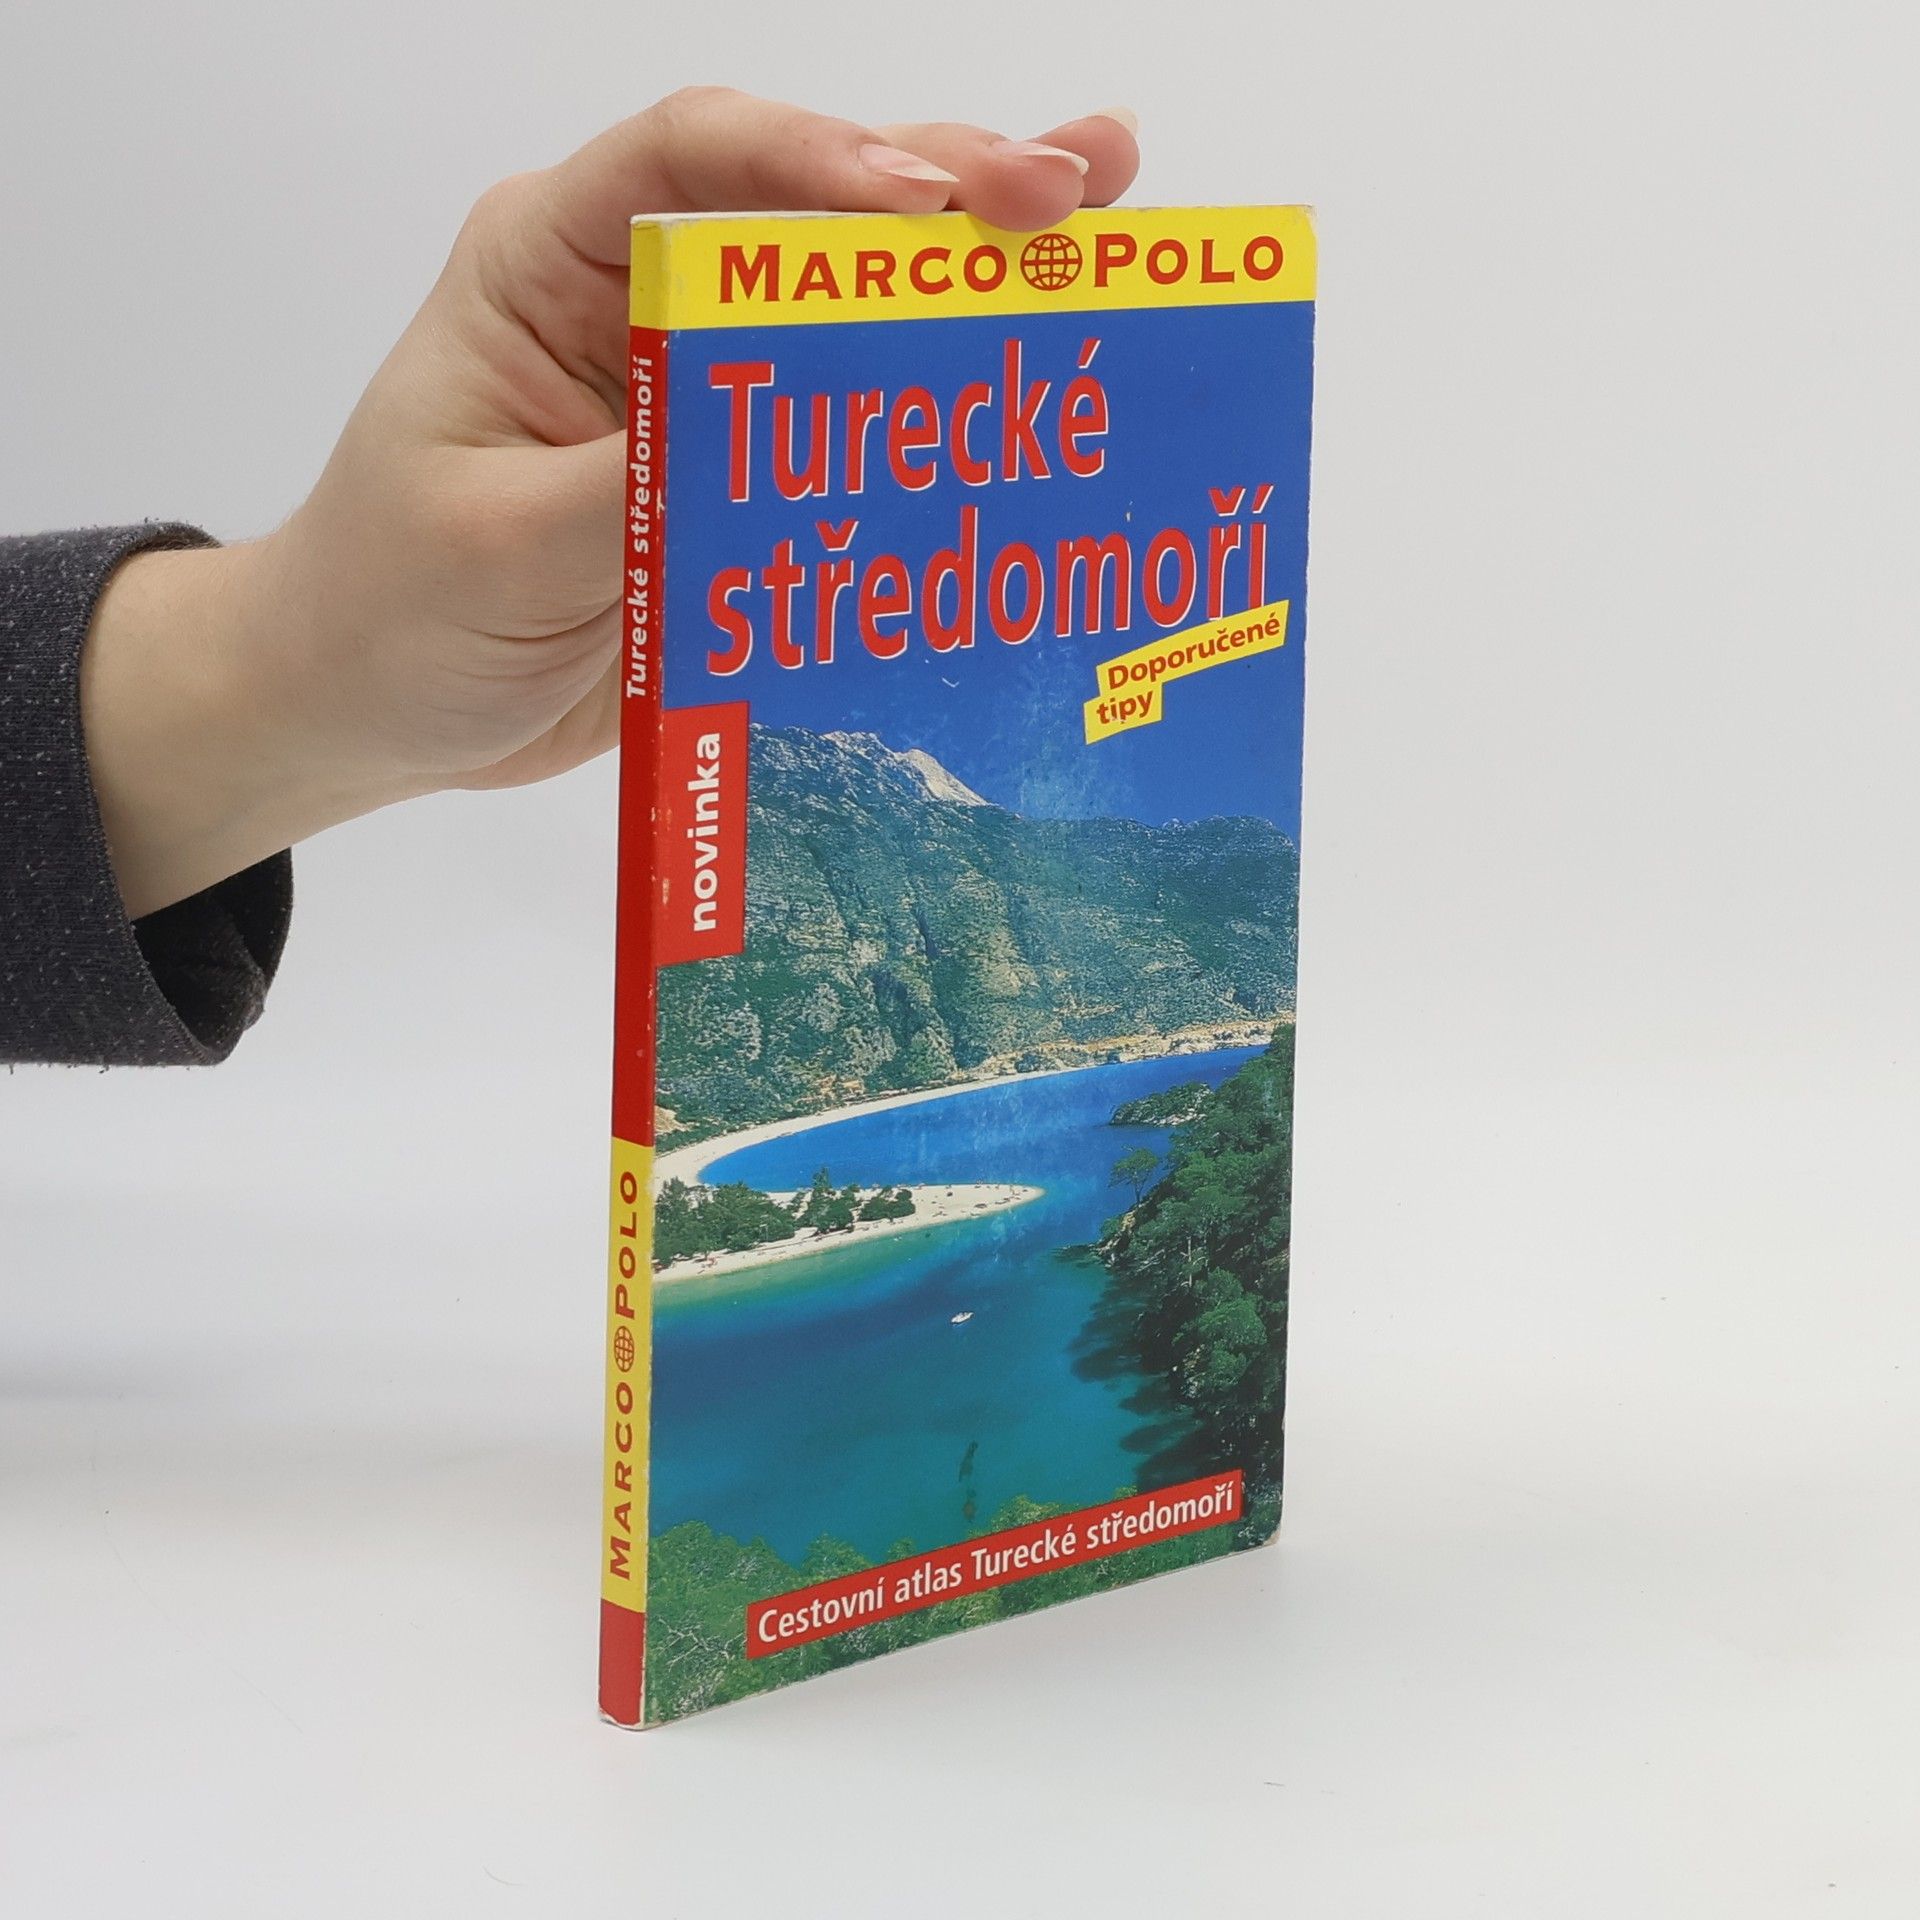 MARCO POLO
Turecké
středomoří
Doporučené
tipy
novinka
Cestovní atlas Turecké středomoří
Turecké středomoří
MARCO POLO